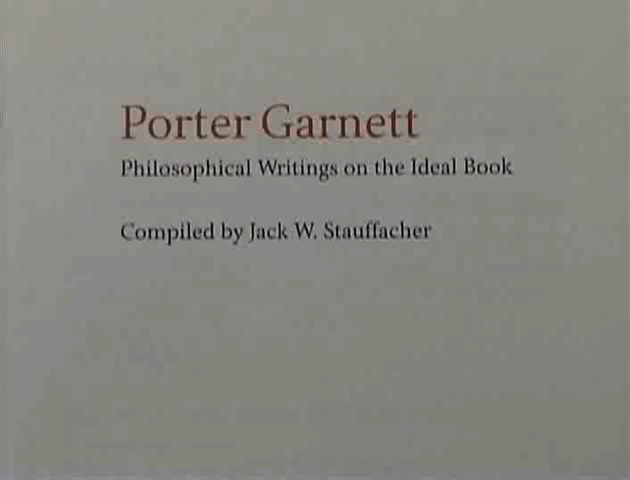 Porter Garnett
Philosophical Writings on the Ideal Book
Compiled by Jack W. Stauffacher